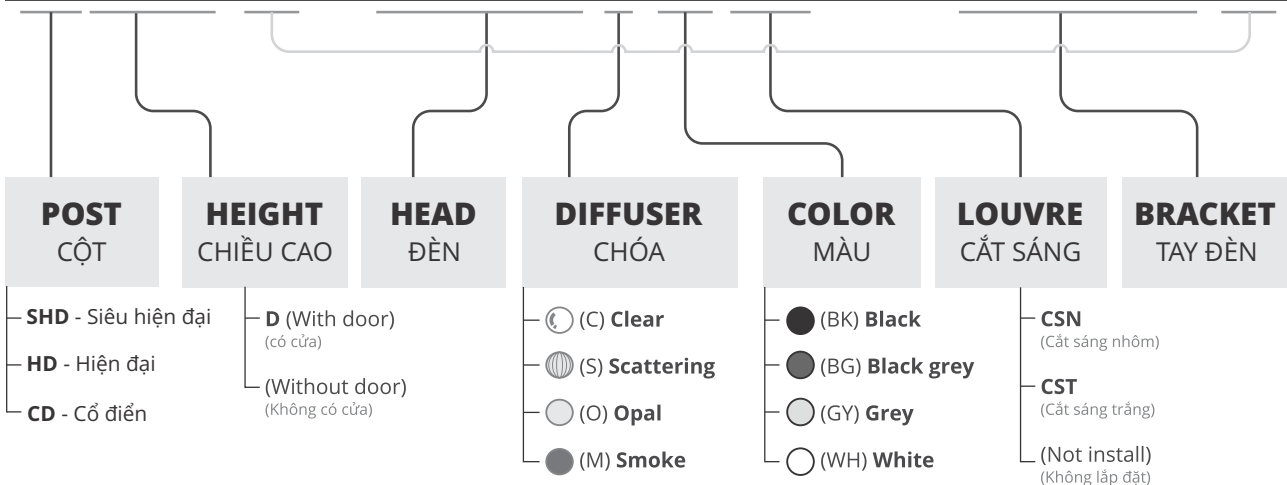 POST
CỘT
SHD - Siêu hiện đại
HD - Hiện đại
CD - Cổ điển
HEIGHT
CHIỀU CAO
D (With door)
(có cửa)
(Without door)
(Không có cửa)
HEAD
ĐÈN
DIFFUSER
CHÓA
(C) Clear
(S) Scattering
(O) Opal
(M) Smoke
COLOR
MÀU
(BK) Black
(BG) Black grey
(GY) Grey
(WH) White
LOUVRE
CẮT SÁNG
CSN
(Cắt sáng nhôm)
CST
(Cắt sáng trắng)
(Not install)
(Không lắp đặt)
BRACKET
TAY ĐÈN